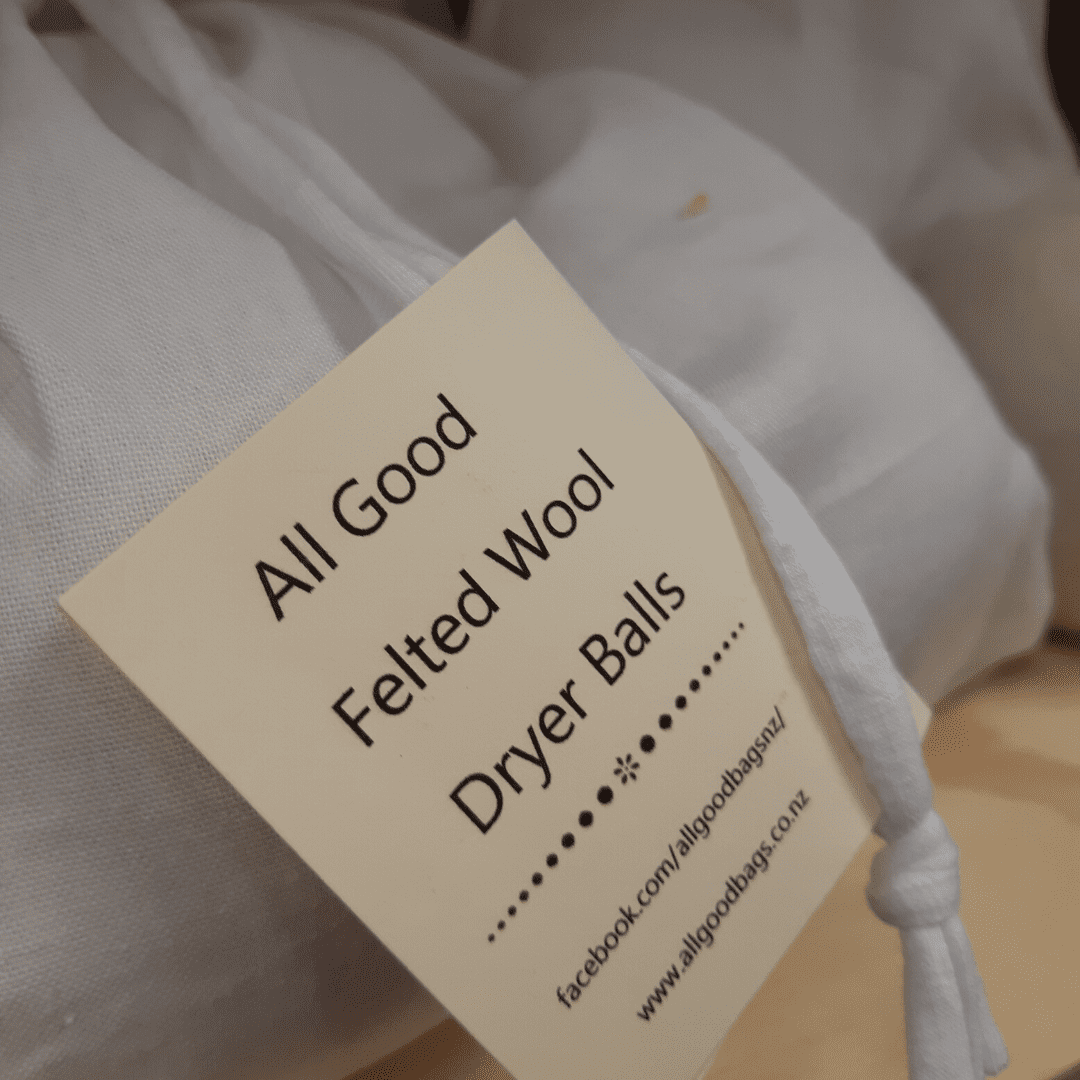 All Good
Felted Wool
Dryer Balls
facebook.com/allgoodbagsnz/
www.allgoodbags.co.nz